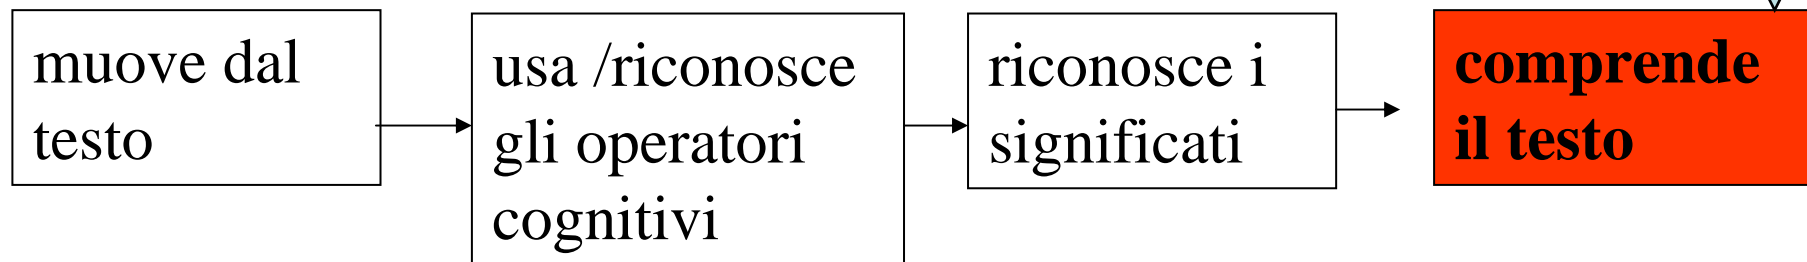 muove dal
testo
usa /riconosce
gli operatori
cognitivi
riconosce i
significati
comprende
il testo